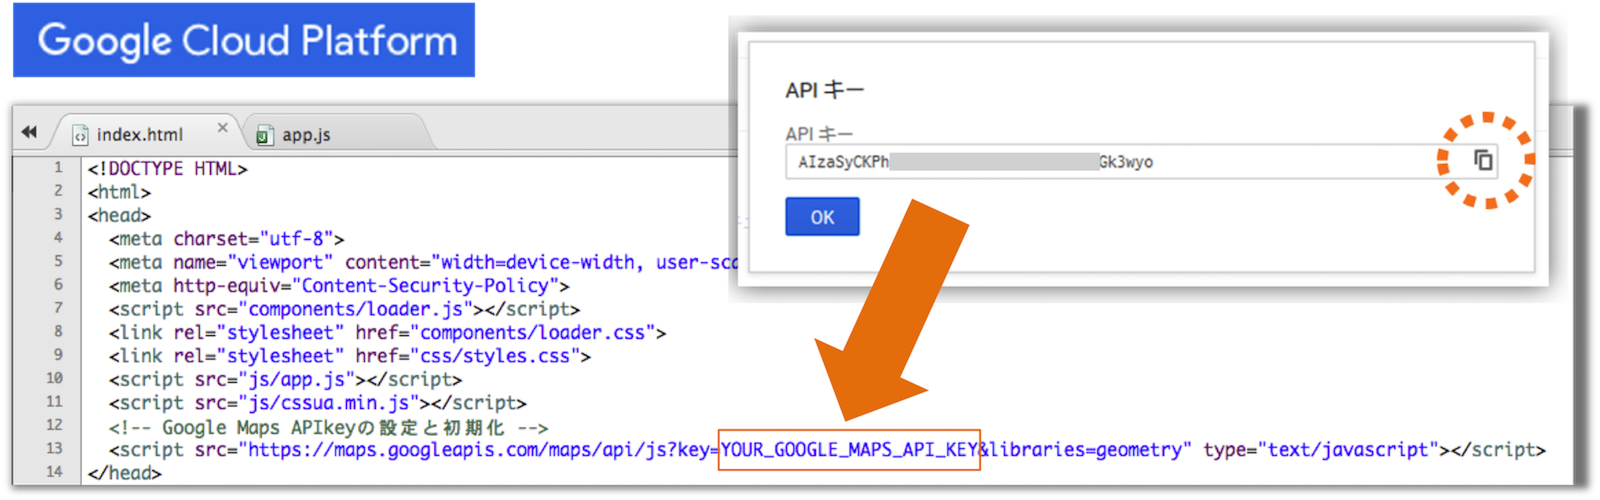 Google Cloud Platform
API キー
API キー
AIzaSyCKPh Gk3wyo
OK
index.html
app.js
1 <!DOCTYPE HTML>
2 <html>
3 <head>
4 <meta charset="utf-8">
5 <meta name="viewport" content="width=device-width, user-sca
6 <meta http-equiv="Content-Security-Policy">
7 <script src="components/loader.js"></script>
8 <link rel="stylesheet" href="components/loader.css">
9 <link rel="stylesheet" href="css/styles.css">
10 <script src="js/app.js"></script>
11 <script src="js/cssua.min.js"></script>
12 <!-- Google Maps APIkeyの設定と初期化 -->
13 <script src="https://maps.googleapis.com/maps/api/js?key=YOUR_GOOGLE_MAPS_API_KEY&libraries=geometry" type="text/javascript"></script>
14 </head>